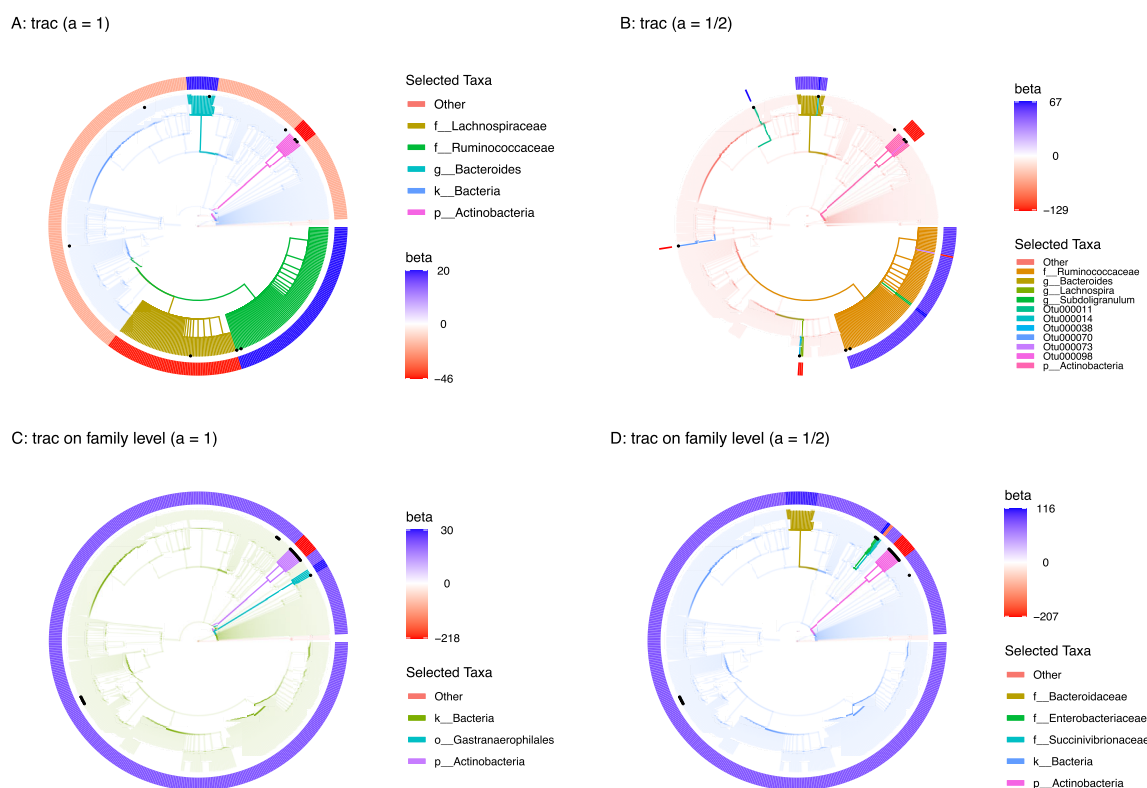 A: trac (a = 1)
Selected Taxa
Other
f__Lachnospiraceae
f__Ruminococcaceae
g__Bacteroides
k__Bacteria
p__Actinobacteria
beta
20
0
−46
B: trac (a = 1/2)
beta
67
0
−129
Selected Taxa
Other
f__Ruminococcaceae
g__Bacteroides
g__Lachnospira
g__Subdoligranulum
Otu000011
Otu000014
Otu000038
Otu000070
Otu000073
Otu000098
p__Actinobacteria
C: trac on family level (a = 1)
beta
30
0
−218
Selected Taxa
Other
k__Bacteria
o__Gastranaerophilales
p__Actinobacteria
D: trac on family level (a = 1/2)
beta
116
0
−207
Selected Taxa
Other
f__Bacteroidaceae
f__Enterobacteriaceae
f__Succinivibrionaceae
k__Bacteria
p__Actinobacteria